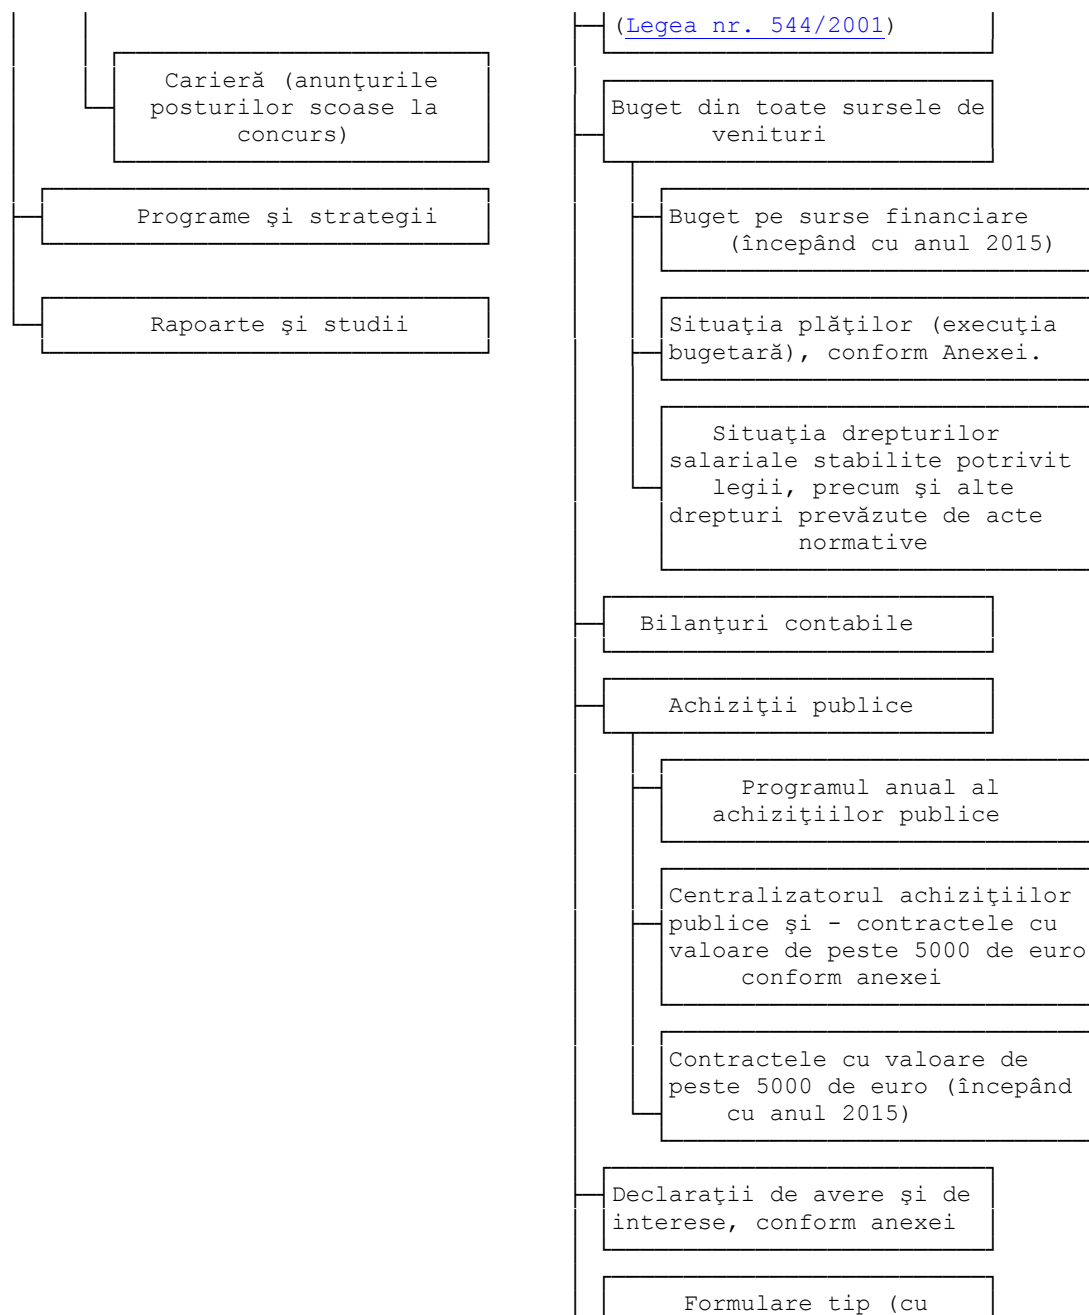 Carieră (anunţurile
posturilor scoase la
concurs)
Programe şi strategii
Rapoarte şi studii
(Legea nr. 544/2001)
Buget din toate sursele de
venituri
Buget pe surse financiare
(începând cu anul 2015)
Situaţia plăţilor (execuţia
bugetară), conform Anexei.
Situaţia drepturilor
salariale stabilite potrivit
legii, precum şi alte
drepturi prevăzute de acte
normative
Bilanţuri contabile
Achiziţii publice
Programul anual al
achiziţiilor publice
Centralizatorul achiziţiilor
publice şi - contractele cu
valoare de peste 5000 de euro
conform anexei
Contractele cu valoare de
peste 5000 de euro (începând
cu anul 2015)
Declaraţii de avere şi de
interese, conform anexei
Formulare tip (cu